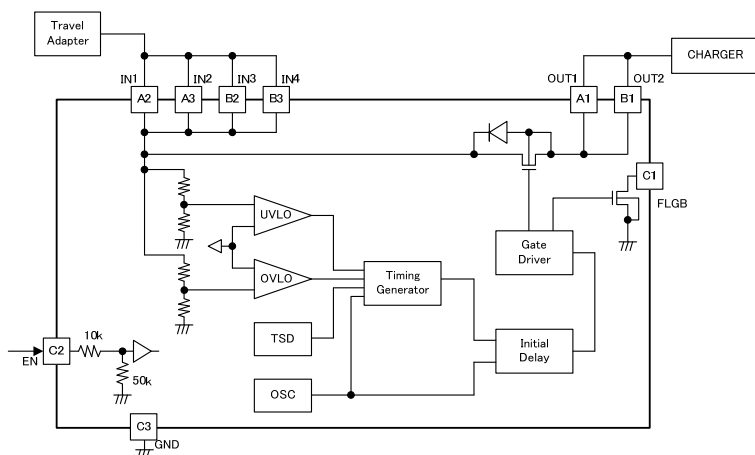 Travel
Adapter
IN1
IN2
IN3
IN4
A2
A3
B2
B3
OUT1
OUT2
A1
B1
CHARGER
C1
FLGB
UVLO
OVLO
Timing
Generator
Gate
Driver
TSD
OSC
Initial
Delay
10k
C2
EN
50k
C3
GND